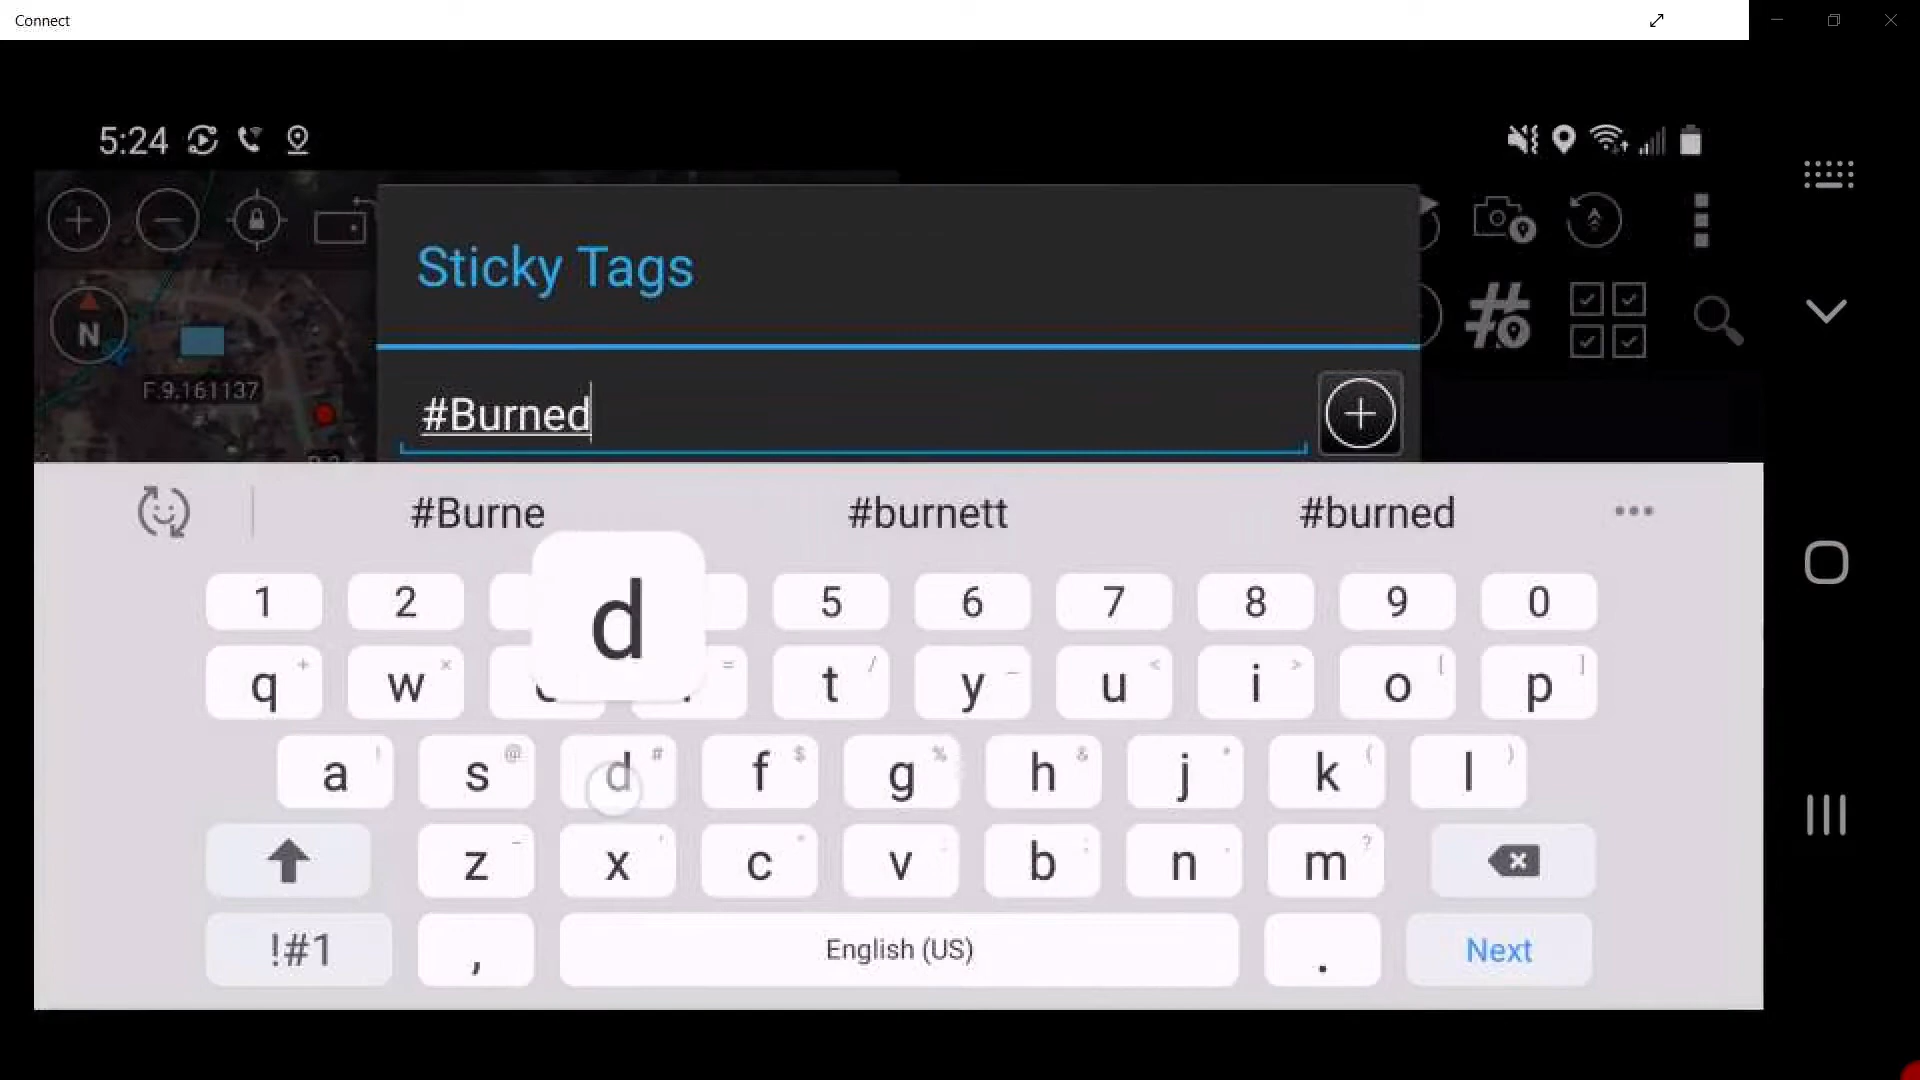 Connect
5:24
Sticky Tags
N
F.9.161137
#Burned
#Burne #burnett #burned
d
1 2 5 6 7 8 9 0
q w t y u i o p
a s d f g h j k l
z x c v b n m
!#1 , English (US) . Next